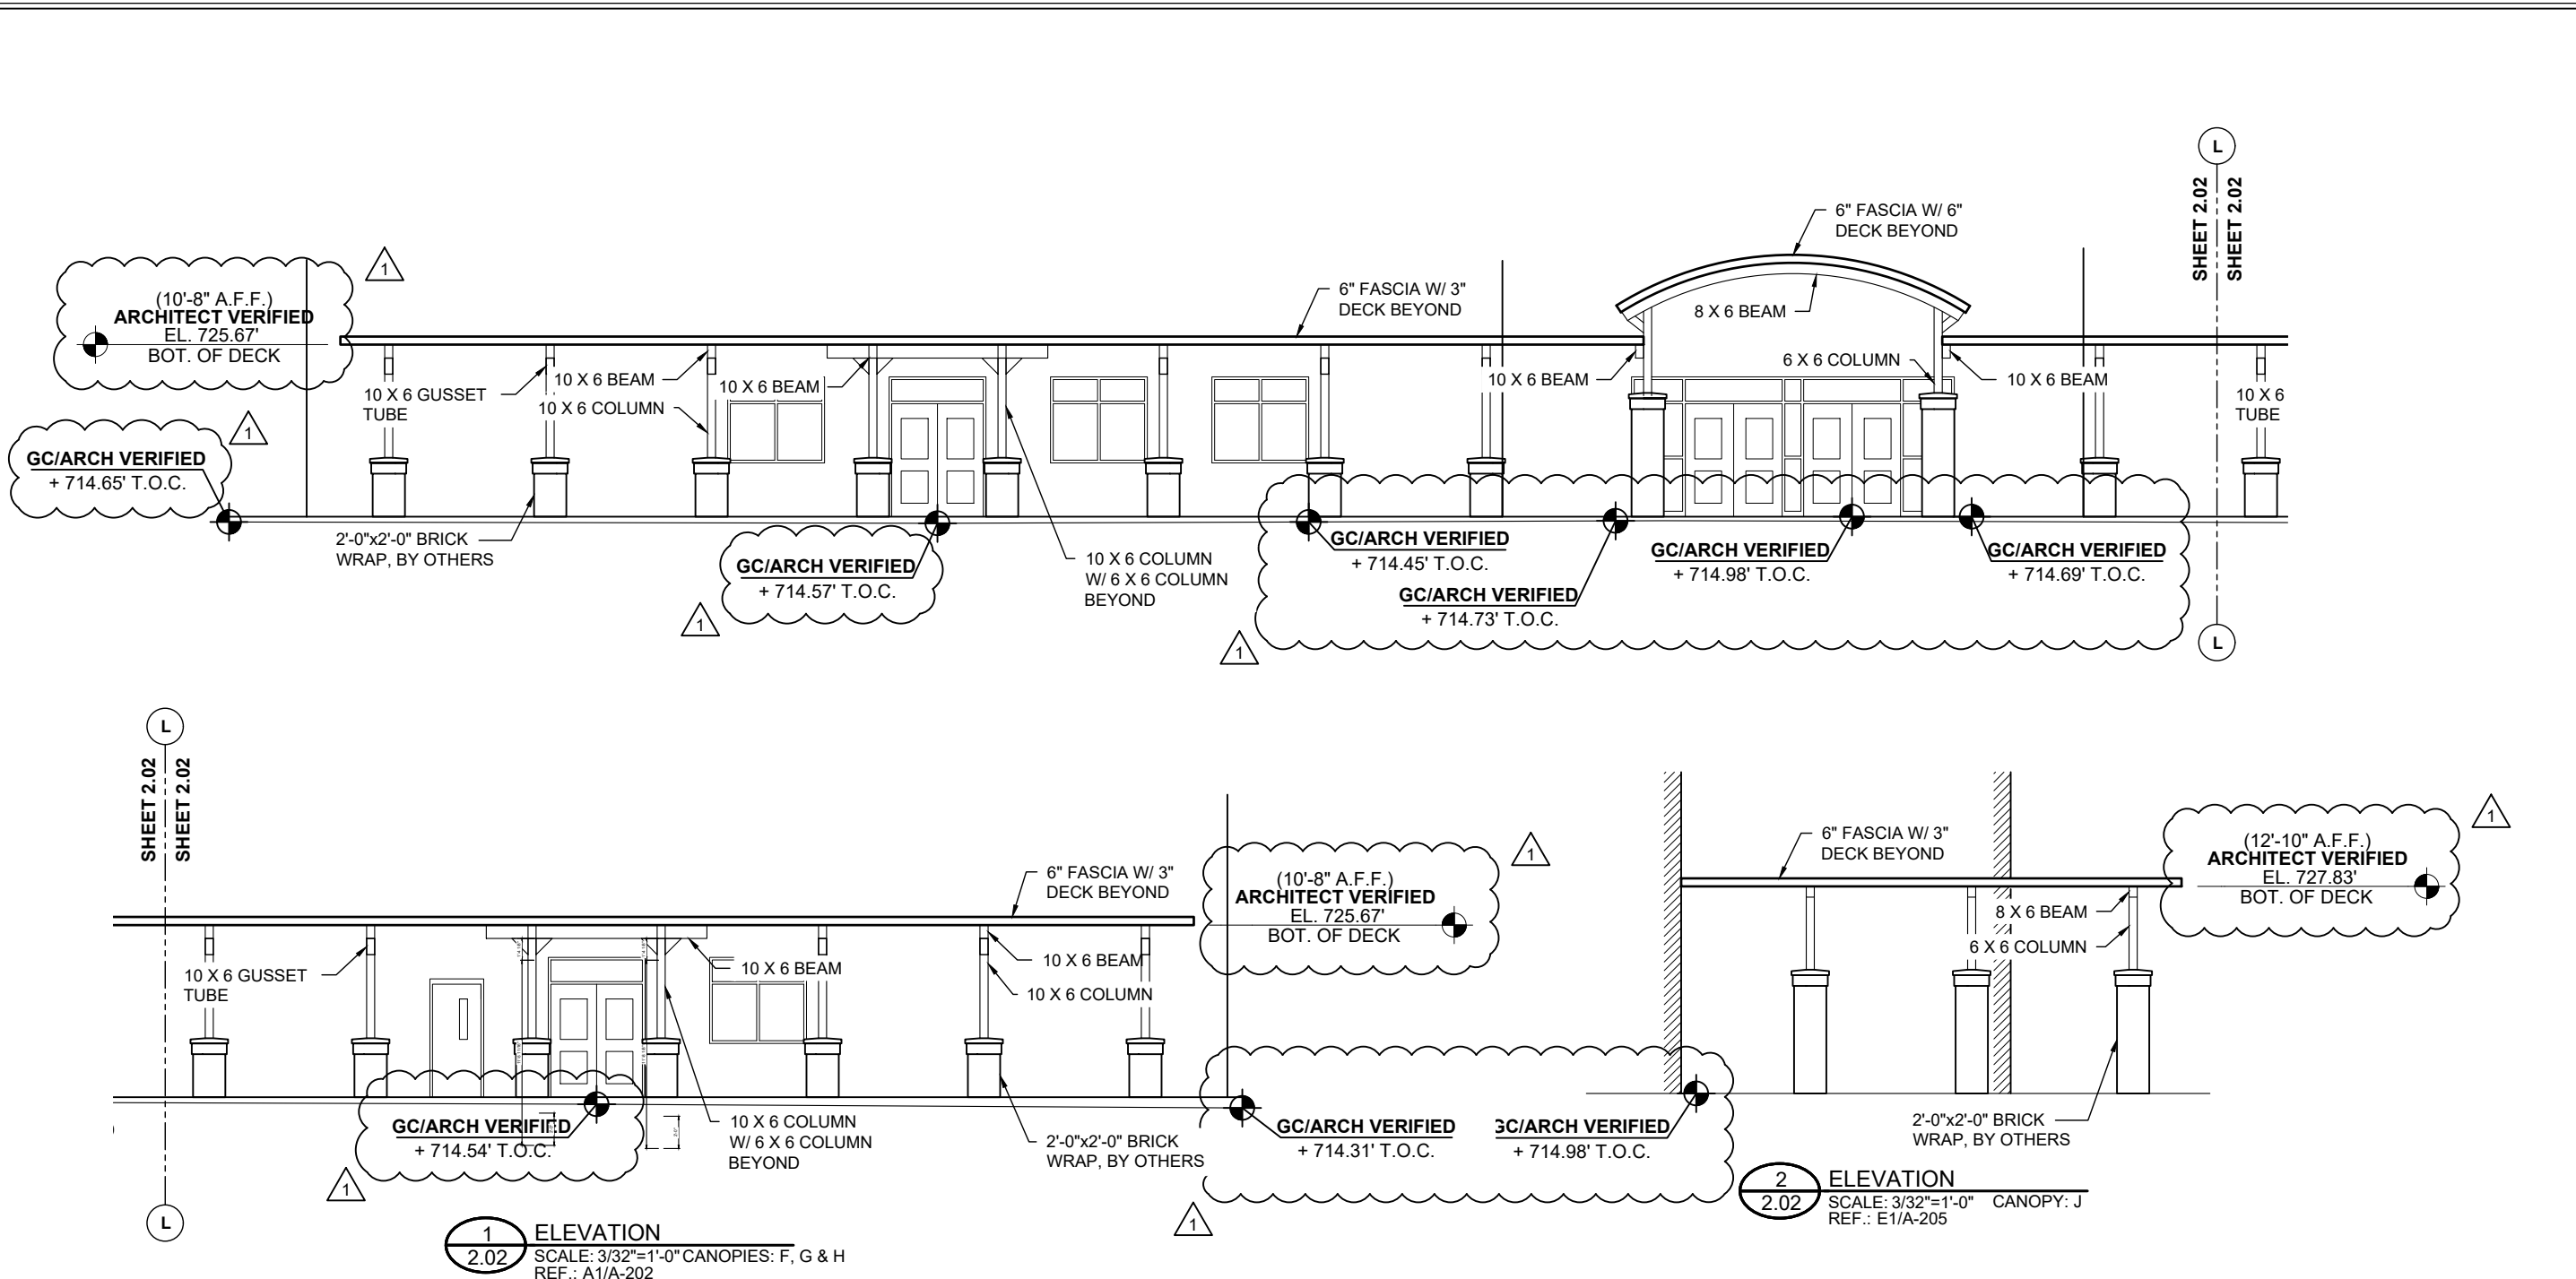 L
SHEET 2.02
SHEET 2.02
6" FASCIA W/ 6"
DECK BEYOND
1
(10'-8" A.F.F.)
ARCHITECT VERIFIED
EL. 725.67'
BOT. OF DECK
6" FASCIA W/ 3"
DECK BEYOND
8 X 6 BEAM
6 X 6 COLUMN
10 X 6 GUSSET
TUBE
10 X 6 BEAM
10 X 6 COLUMN
10 X 6 BEAM
10 X 6 BEAM
10 X 6 BEAM
10 X 6
TUBE
1
GC/ARCH VERIFIED
+ 714.65' T.O.C.
2'-0"x2'-0" BRICK
WRAP, BY OTHERS
GC/ARCH VERIFIED
+ 714.57' T.O.C.
1
10 X 6 COLUMN
W/ 6 X 6 COLUMN
BEYOND
GC/ARCH VERIFIED
+ 714.45' T.O.C.
GC/ARCH VERIFIED
+ 714.73' T.O.C.
GC/ARCH VERIFIED
+ 714.98' T.O.C.
GC/ARCH VERIFIED
+ 714.69' T.O.C.
1
L
L
SHEET 2.02
SHEET 2.02
6" FASCIA W/ 3"
DECK BEYOND
(10'-8" A.F.F.)
ARCHITECT VERIFIED
EL. 725.67'
BOT. OF DECK
1
10 X 6 GUSSET
TUBE
10 X 6 BEAM
10 X 6 BEAM
10 X 6 COLUMN
GC/ARCH VERIFIED
+ 714.54' T.O.C.
1
10 X 6 COLUMN
W/ 6 X 6 COLUMN
BEYOND
2'-0"x2'-0" BRICK
WRAP, BY OTHERS
GC/ARCH VERIFIED
+ 714.31' T.O.C.
GC/ARCH VERIFIED
+ 714.98' T.O.C.
1
L
1
2.02
ELEVATION
SCALE: 3/32"=1'-0" CANOPIES: F, G & H
REF.: A1/A-202
6" FASCIA W/ 3"
DECK BEYOND
(12'-10" A.F.F.)
ARCHITECT VERIFIED
EL. 727.83'
BOT. OF DECK
1
8 X 6 BEAM
6 X 6 COLUMN
2'-0"x2'-0" BRICK
WRAP, BY OTHERS
2
2.02
ELEVATION
SCALE: 3/32"=1'-0" CANOPY: J
REF.: E1/A-205